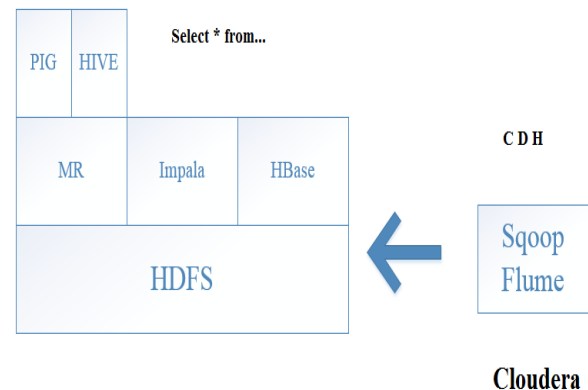 Select * from...
PIG HIVE
C D H
MR Impala HBase
Sqoop
Flume
HDFS
Cloudera